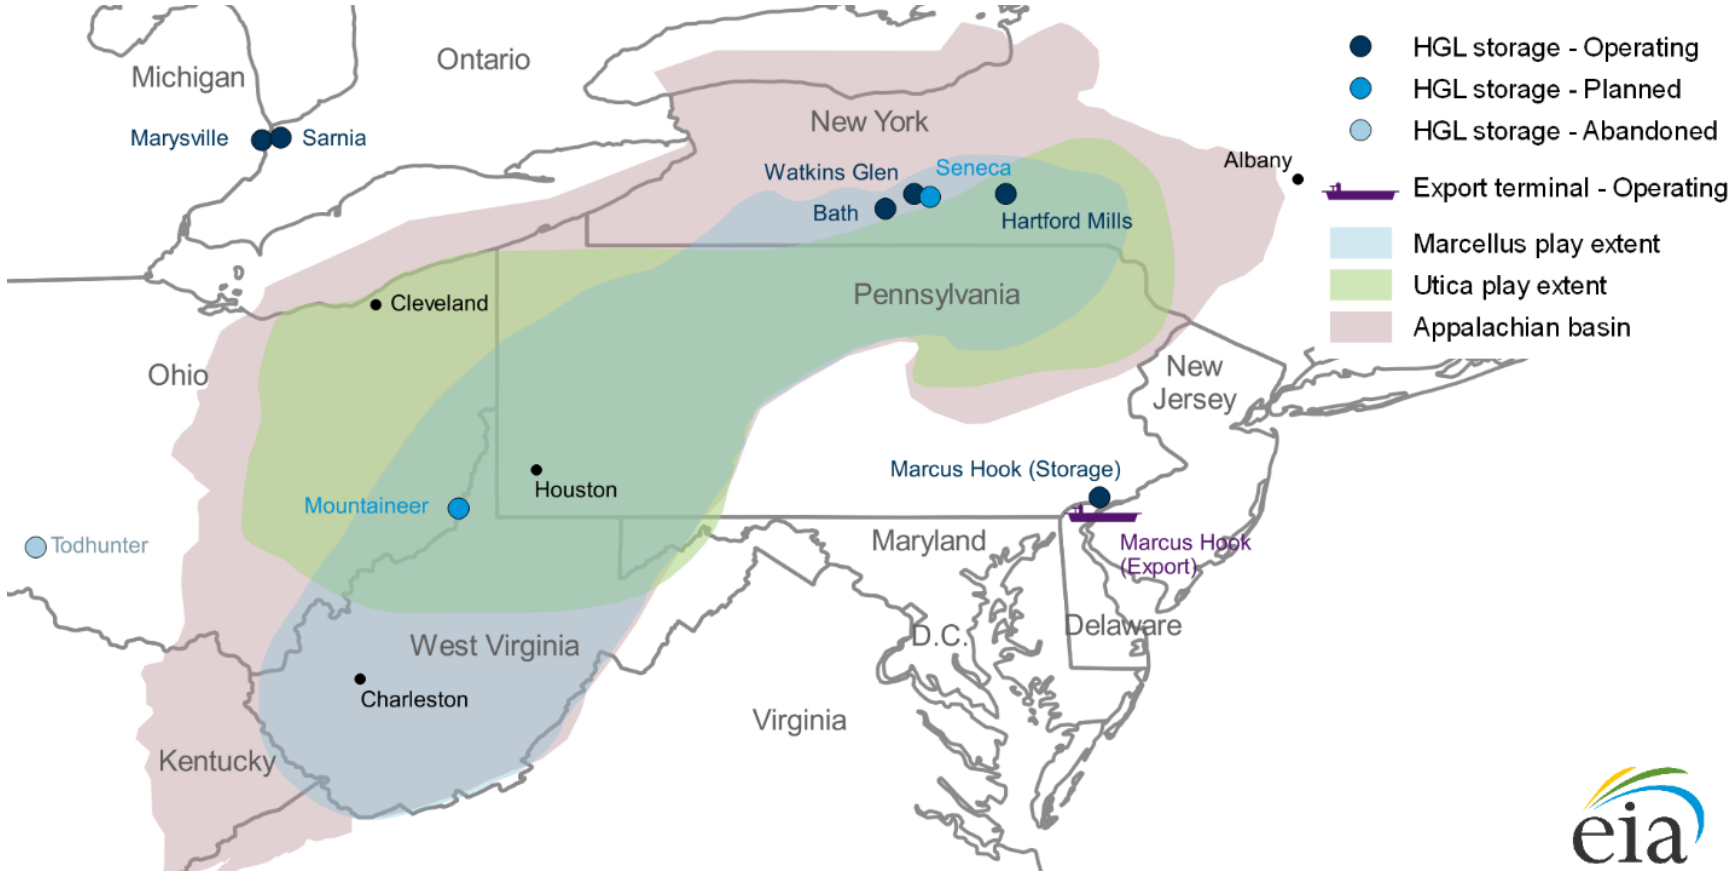 HGL storage - Operating
Ontario
Michigan
HGL storage - Planned
New York
HGL storage - Abandoned
Marysville
Sarnia
Albany
Watkins Glen
Seneca
Export terminal - Operating
Bath
Hartford Mills
Marcellus play extent
Utica play extent
Pennsylvania
Cleveland
Appalachian basin
Ohio
New
Jersey
Marcus Hook (Storage)
Houston
Mountaineer
Todhunter
Maryland
Marcus Hook
(Export)
Delaware
D.C.
West Virginia
Charleston
Virginia
Kentucky
eia